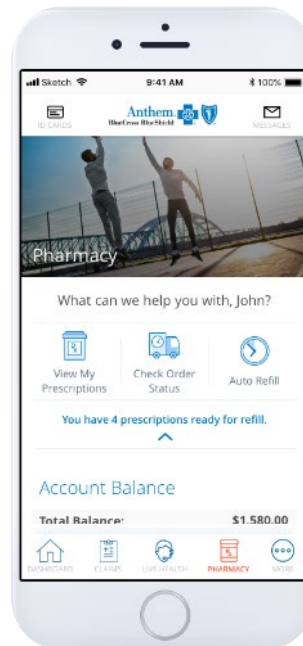 Sketch 9:41 AM 100%
Anthem
BlueCross BlueShield
ID CARDS MESSAGES
Pharmacy
What can we help you with, John?
View My Prescriptions
Check Order Status
Auto Refill
You have 4 prescriptions ready for refill.
Account Balance
Total Balance: $1,580.00
DASHBOARD CLAIMS LIVE HEALTH PHARMACY MORE